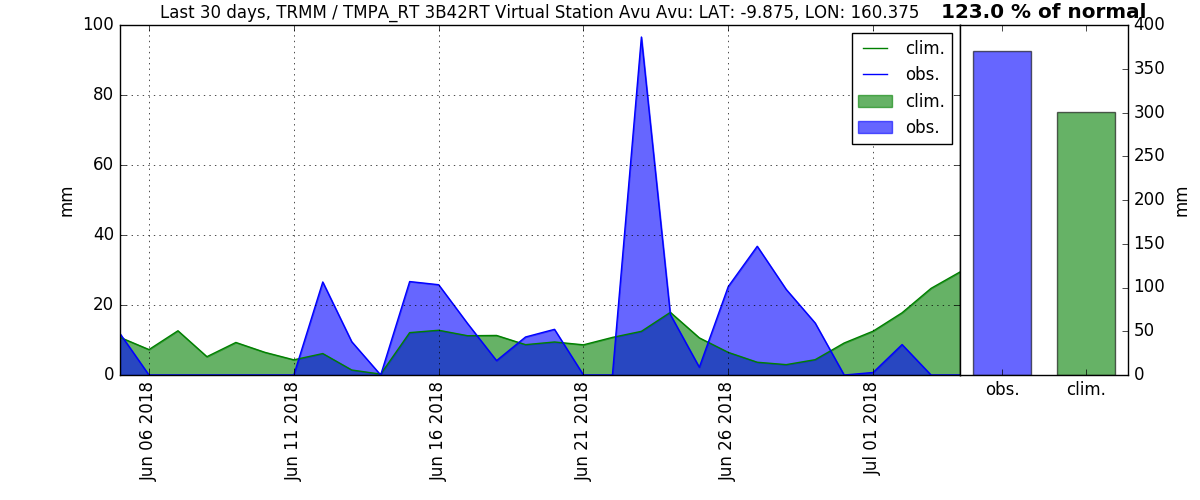 Last 30 days, TRMM / TMPA_RT 3B42RT Virtual Station Avu Avu: LAT: -9.875, LON: 160.375
123.0 % of normal
100
80
60
40
20
0
mm
clim.
obs.
clim.
obs.
Jun 06 2018
Jun 11 2018
Jun 16 2018
Jun 21 2018
Jun 26 2018
Jul 01 2018
400
350
300
250
200
150
100
50
0
mm
obs.
clim.